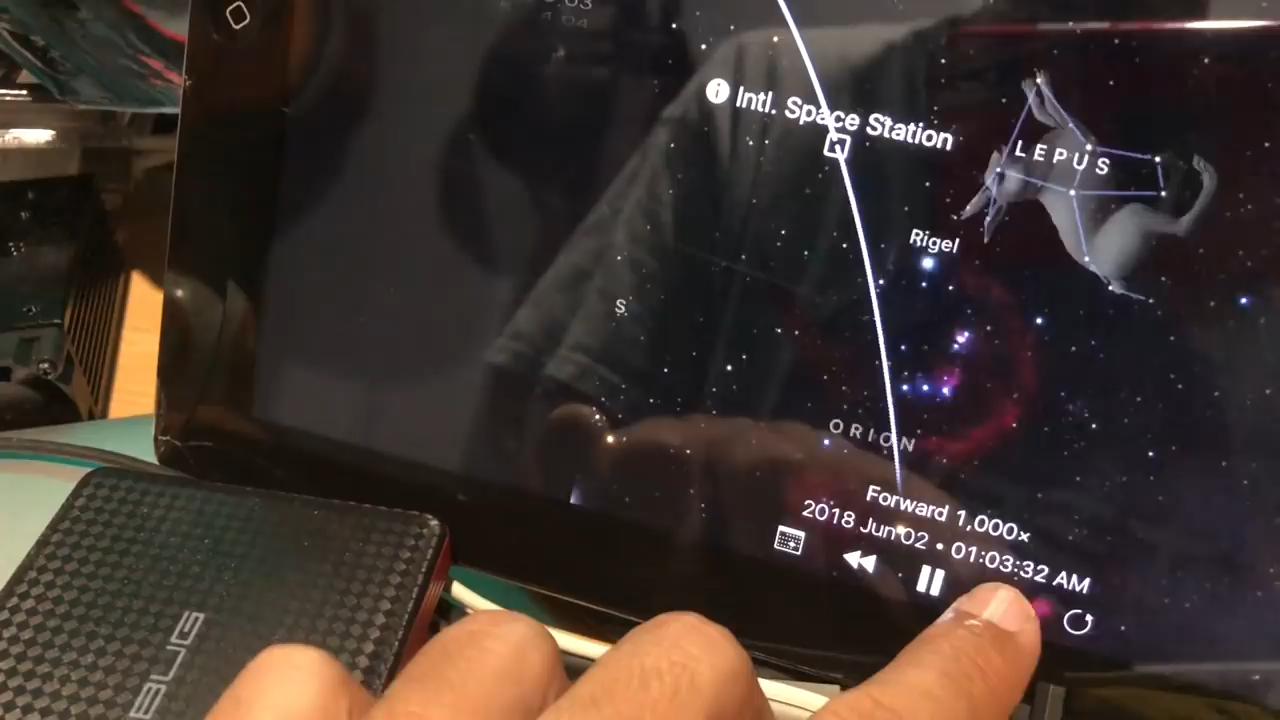 Intl. Space Station
LEPUS
Rigel
S
ORION
Forward 1,000×
2018 Jun 02 • 01:03:32 AM
BUG